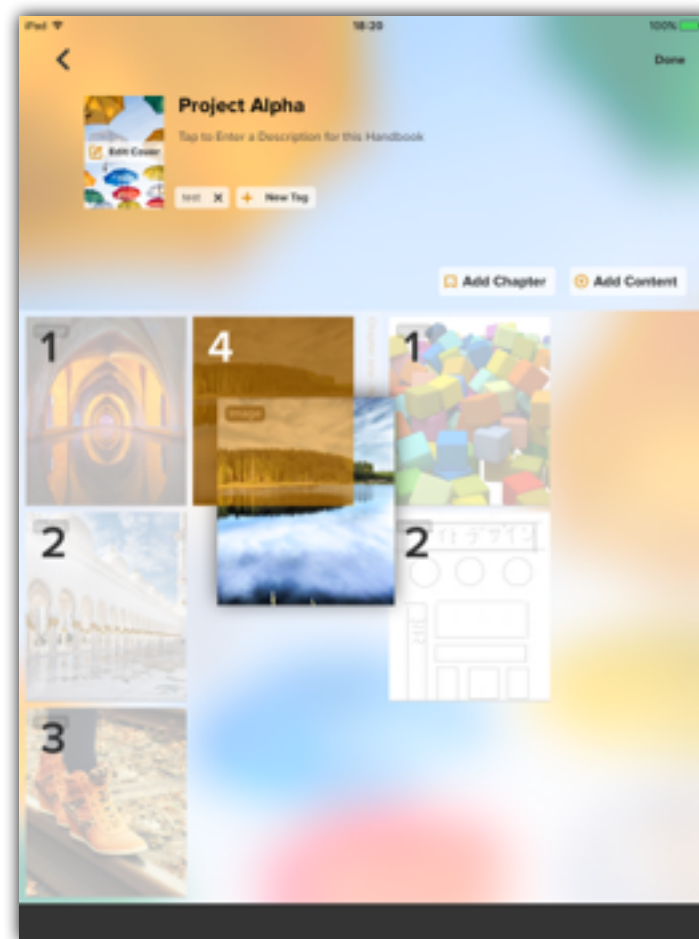 iPad
18:20
100%
Done
Project Alpha
Tap to Enter a Description for this Handbook
Edit Cover
test
New Tag
Add Chapter
Add Content
1
4
1
Image
2
2
3